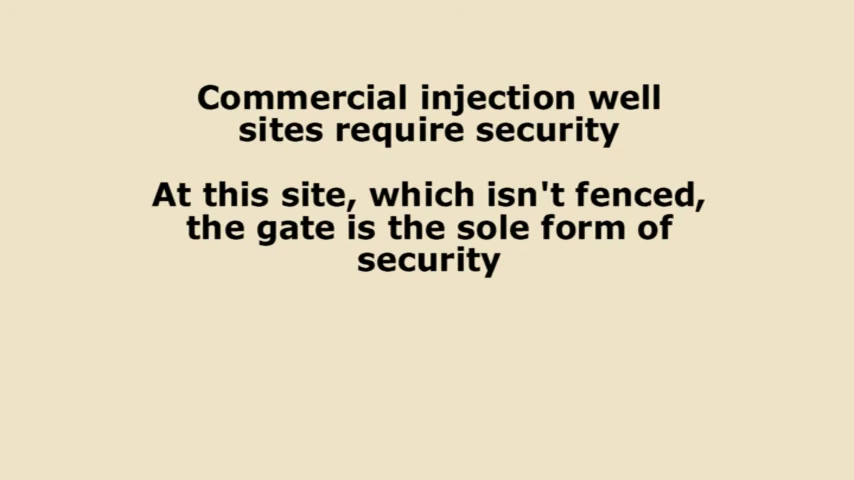 Commercial injection well
sites require security
At this site, which isn't fenced,
the gate is the sole form of
security